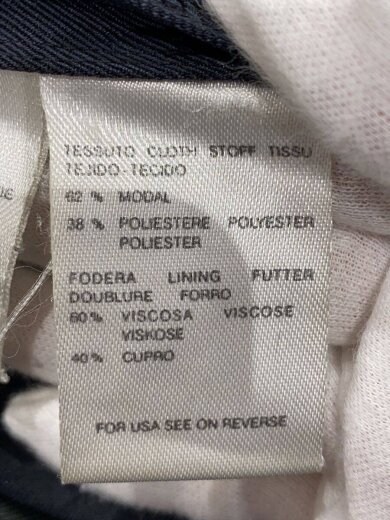 TESSUTO CLOTH STOFF TISSU
TEJIDO-TECIDO
62 % MODAL
38 % POLIESTERE POLYESTER
POLIESTER
FODERA LINING FUTTER
DOUBLURE FORRO
60% VISCOSA VISCOSE
VISKOSE
40% CUPRO
FOR USA SEE ON REVERSE